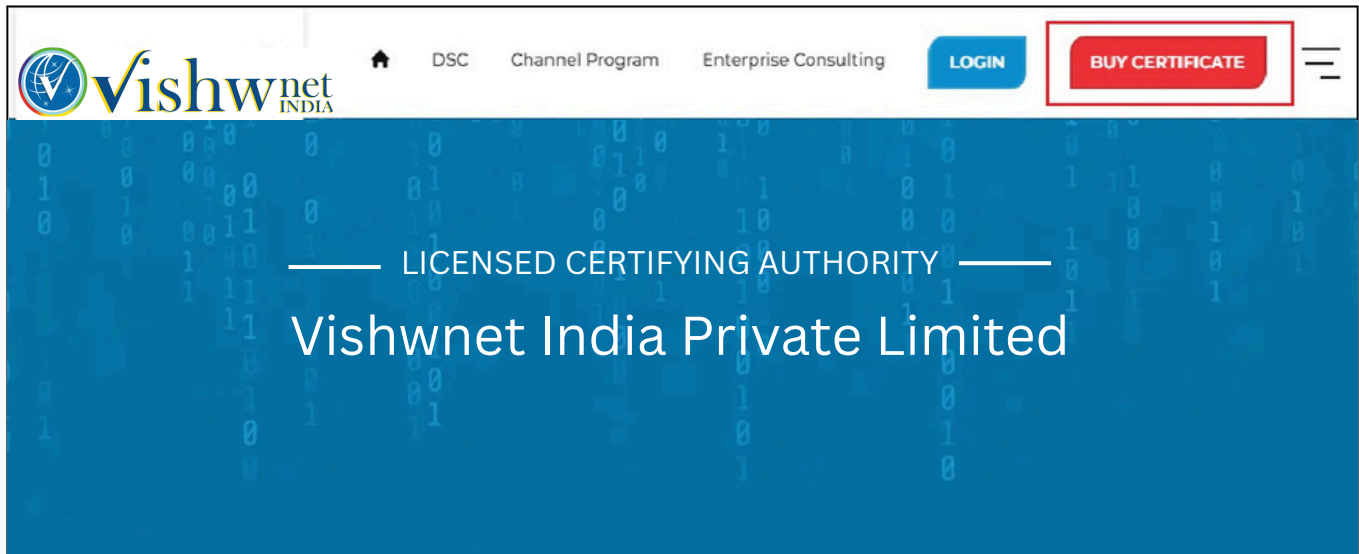 Vishwnet
INDIA
DSC Channel Program Enterprise Consulting LOGIN BUY CERTIFICATE
LICENSED CERTIFYING AUTHORITY
Vishwnet India Private Limited